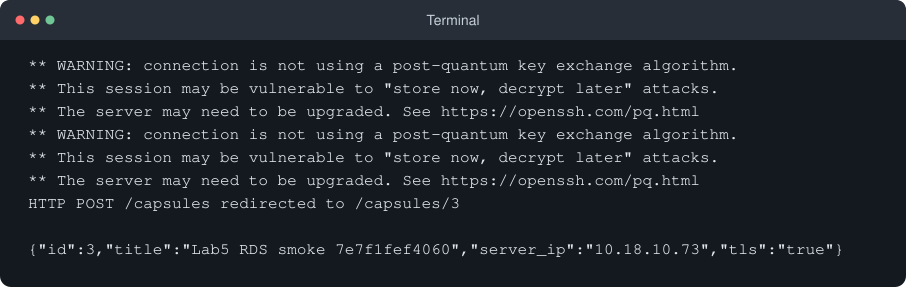 Terminal
** WARNING: connection is not using a post-quantum key exchange algorithm.
** This session may be vulnerable to "store now, decrypt later" attacks.
** The server may need to be upgraded. See https://openssh.com/pq.html
** WARNING: connection is not using a post-quantum key exchange algorithm.
** This session may be vulnerable to "store now, decrypt later" attacks.
** The server may need to be upgraded. See https://openssh.com/pq.html
HTTP POST /capsules redirected to /capsules/3
{"id":3,"title":"Lab5 RDS smoke 7e7f1fef4060","server_ip":"10.18.10.73","tls":"true"}